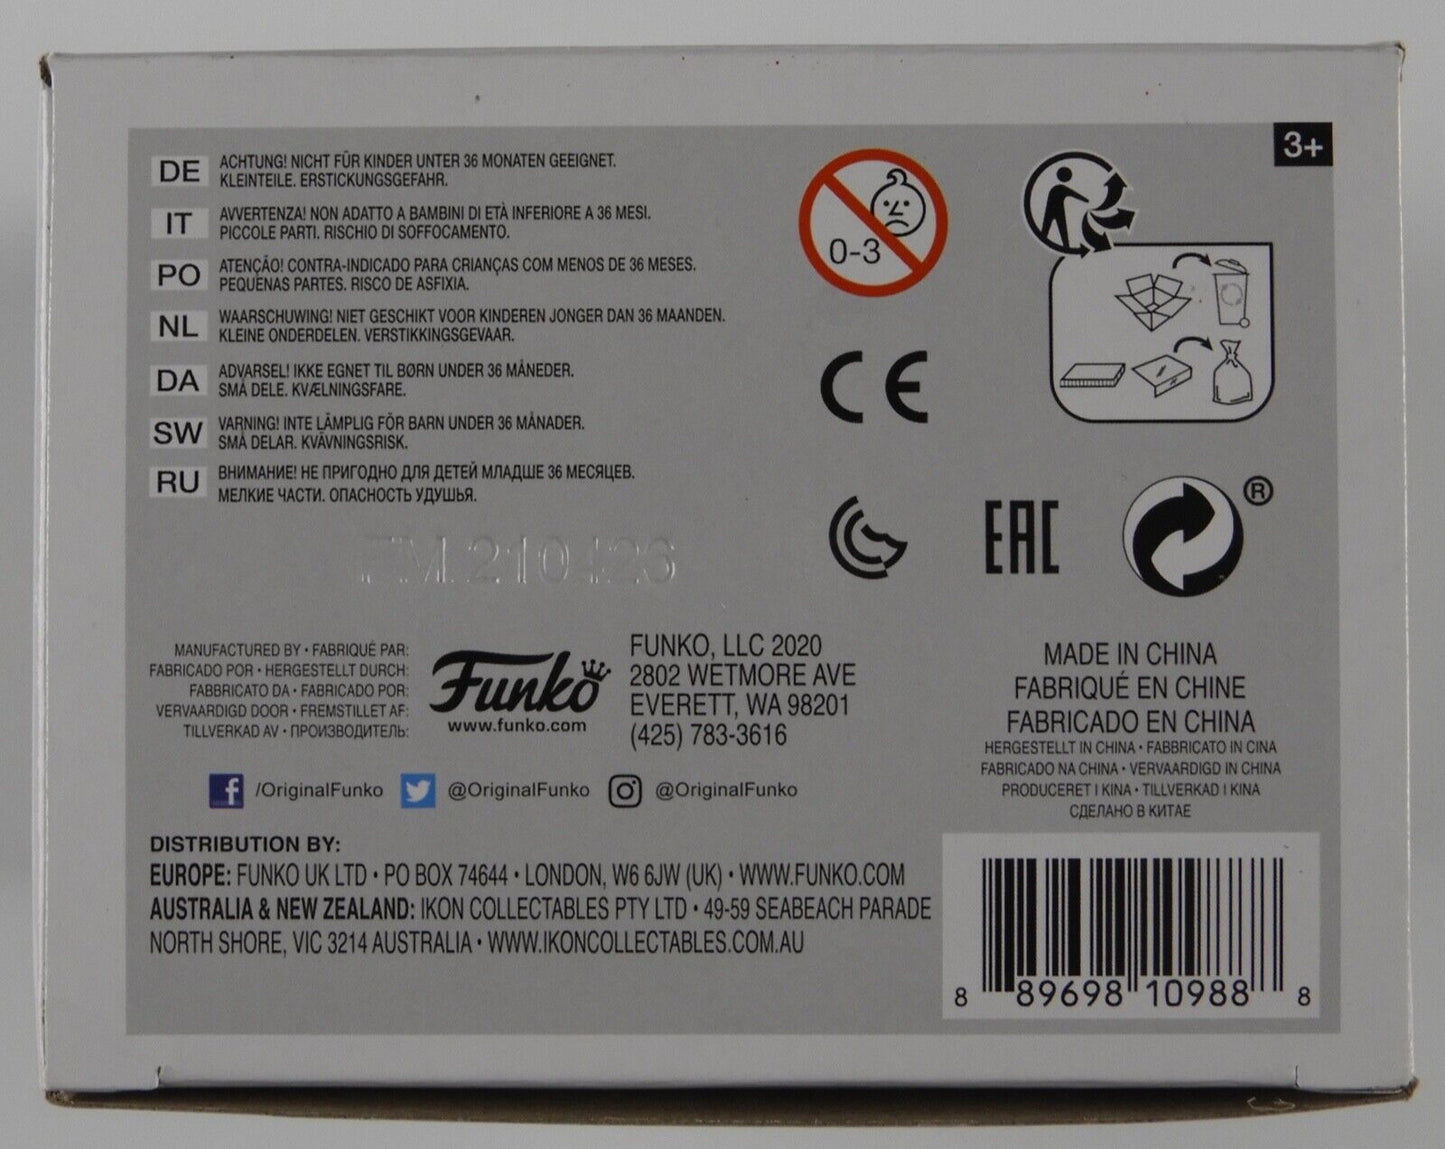 3+
DE ACHTUNG! NICHT FÜR KINDER UNTER 36 MONATEN GEEIGNET.
KLEINTEILE. ERSTICKUNGSGEFAHR.
IT AVVERTENZA! NON ADATTO A BAMBINI DI ETÀ INFERIORE A 36 MESI.
PICCOLE PARTI. RISCHIO DI SOFFOCAMENTO.
PO ATENÇÃO! CONTRA-INDICADO PARA CRIANÇAS COM MENOS DE 36 MESES.
PEQUENAS PARTES. RISCO DE ASFIXIA.
NL WAARSCHUWING! NIET GESCHIKT VOOR KINDEREN JONGER DAN 36 MAANDEN.
KLEINE ONDERDELEN. VERSTIKKINGSGEVAAR.
DA ADVARSEL! IKKE EGNET TIL BØRN UNDER 36 MÅNEDER.
SMÅ DELE. KVÆLNINGSFARE.
SW VARNING! INTE LÄMPLIG FÖR BARN UNDER 36 MÅNADER.
SMÅ DELAR. KVÄVNINGSRISK.
RU ВНИМАНИЕ! НЕ ПРИГОДНО ДЛЯ ДЕТЕЙ МЛАДШЕ 36 МЕСЯЦЕВ.
МЕЛКИЕ ЧАСТИ. ОПАСНОСТЬ УДУШЬЯ.
0-3
CE
EAC
®
FM 210426
MANUFACTURED BY • FABRIQUÉ PAR:
FABRICADO POR • HERGESTELLT DURCH:
FABBRICATO DA • FABRICADO POR:
VERVAARDIGD DOOR • FREMSTILLET AF:
TILLVERKAD AV • ПРОИЗВОДИТЕЛЬ:
Funko
www.funko.com
FUNKO, LLC 2020
2802 WETMORE AVE
EVERETT, WA 98201
(425) 783-3616
MADE IN CHINA
FABRIQUÉ EN CHINE
FABRICADO EN CHINA
HERGESTELLT IN CHINA • FABBRICATO IN CINA
FABRICADO NA CHINA • VERVAARDIGD IN CHINA
PRODUCERET I KINA • TILLVERKAD I KINA
СДЕЛАНО В КИТАЕ
f /OriginalFunko @OriginalFunko @OriginalFunko
DISTRIBUTION BY:
EUROPE: FUNKO UK LTD • PO BOX 74644 • LONDON, W6 6JW (UK) • WWW.FUNKO.COM
AUSTRALIA & NEW ZEALAND: IKON COLLECTABLES PTY LTD • 49-59 SEABEACH PARADE
NORTH SHORE, VIC 3214 AUSTRALIA • WWW.IKONCOLLECTABLES.COM.AU
8 89698 10988 8